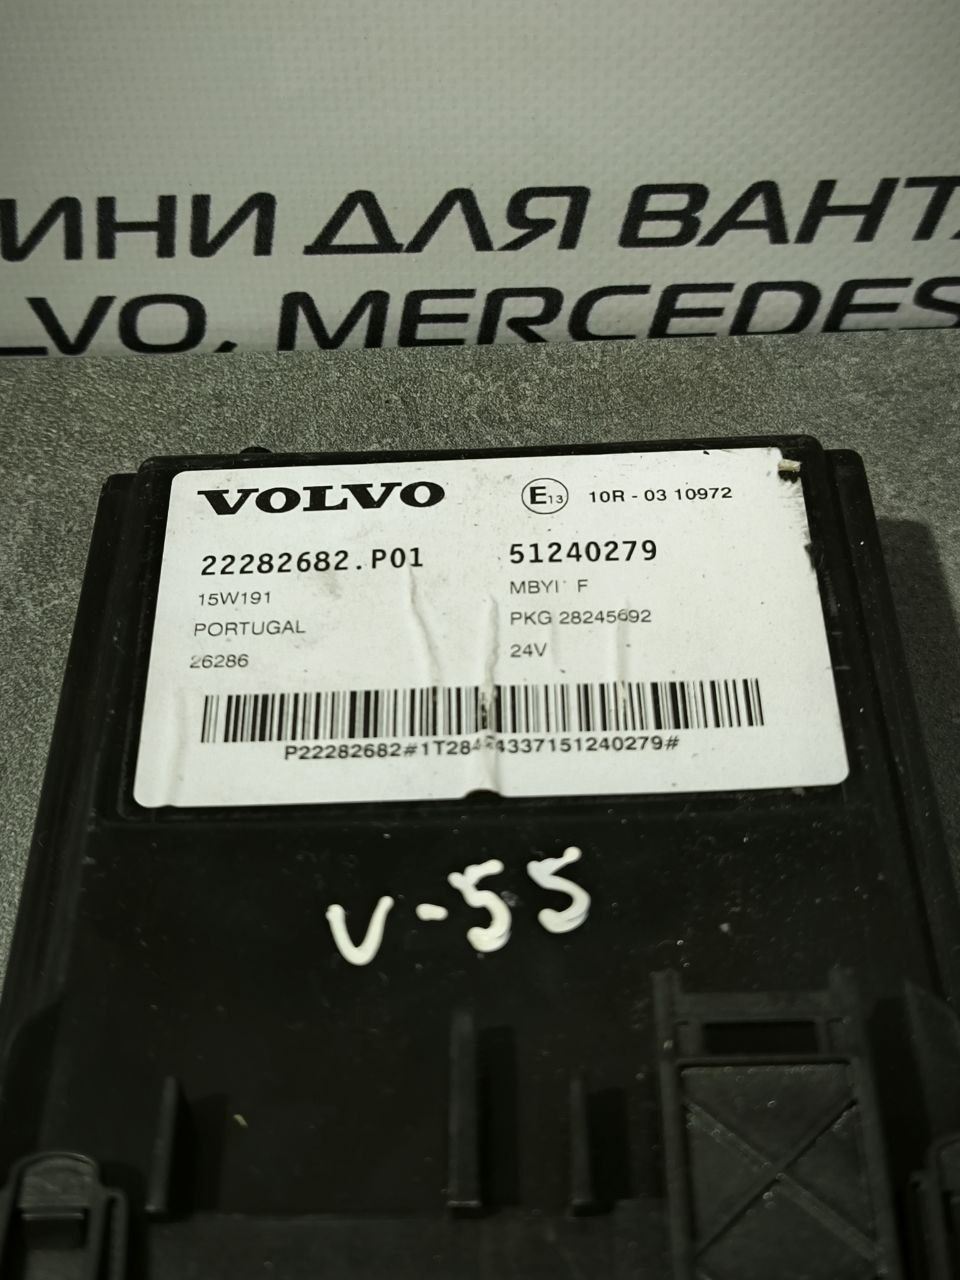 ИНИ ДЛЯ ВАНТ
LVO, MERCEDES
VOLVO E13 10R - 03 10972
22282682.P01 51240279
15W191 F
PORTUGAL PKG 28245692
26286 24V
V-55